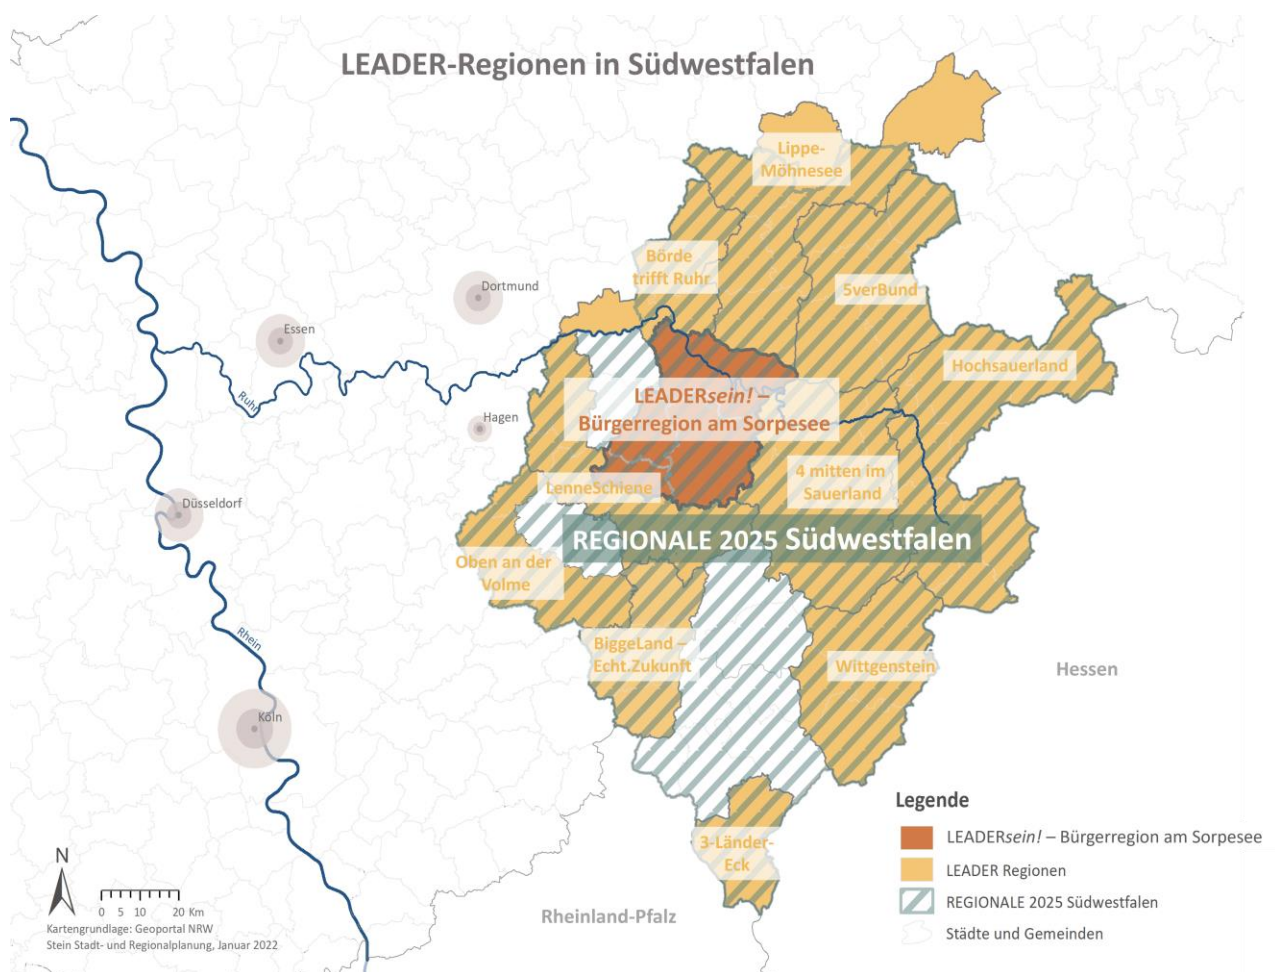 LEADER-Regionen in Südwestfalen
Lippe-
Möhnesee
Börde
trifft Ruhr
5verBund
Dortmund
Essen
Hochsauerland
Ruhr
LEADERsein! –
Bürgerregion am Sorpesee
Hagen
4 mitten im
Sauerland
LenneSchiene
Düsseldorf
REGIONALE 2025 Südwestfalen
Oben an der
Volme
Rhein
BiggeLand –
Echt.Zukunft
Wittgenstein
Hessen
Köln
3-Länder-
Eck
Rheinland-Pfalz
Legende
LEADERsein! – Bürgerregion am Sorpesee
LEADER Regionen
REGIONALE 2025 Südwestfalen
Städte und Gemeinden
N
0 5 10 20 Km
Kartengrundlage: Geoportal NRW
Stein Stadt- und Regionalplanung, Januar 2022